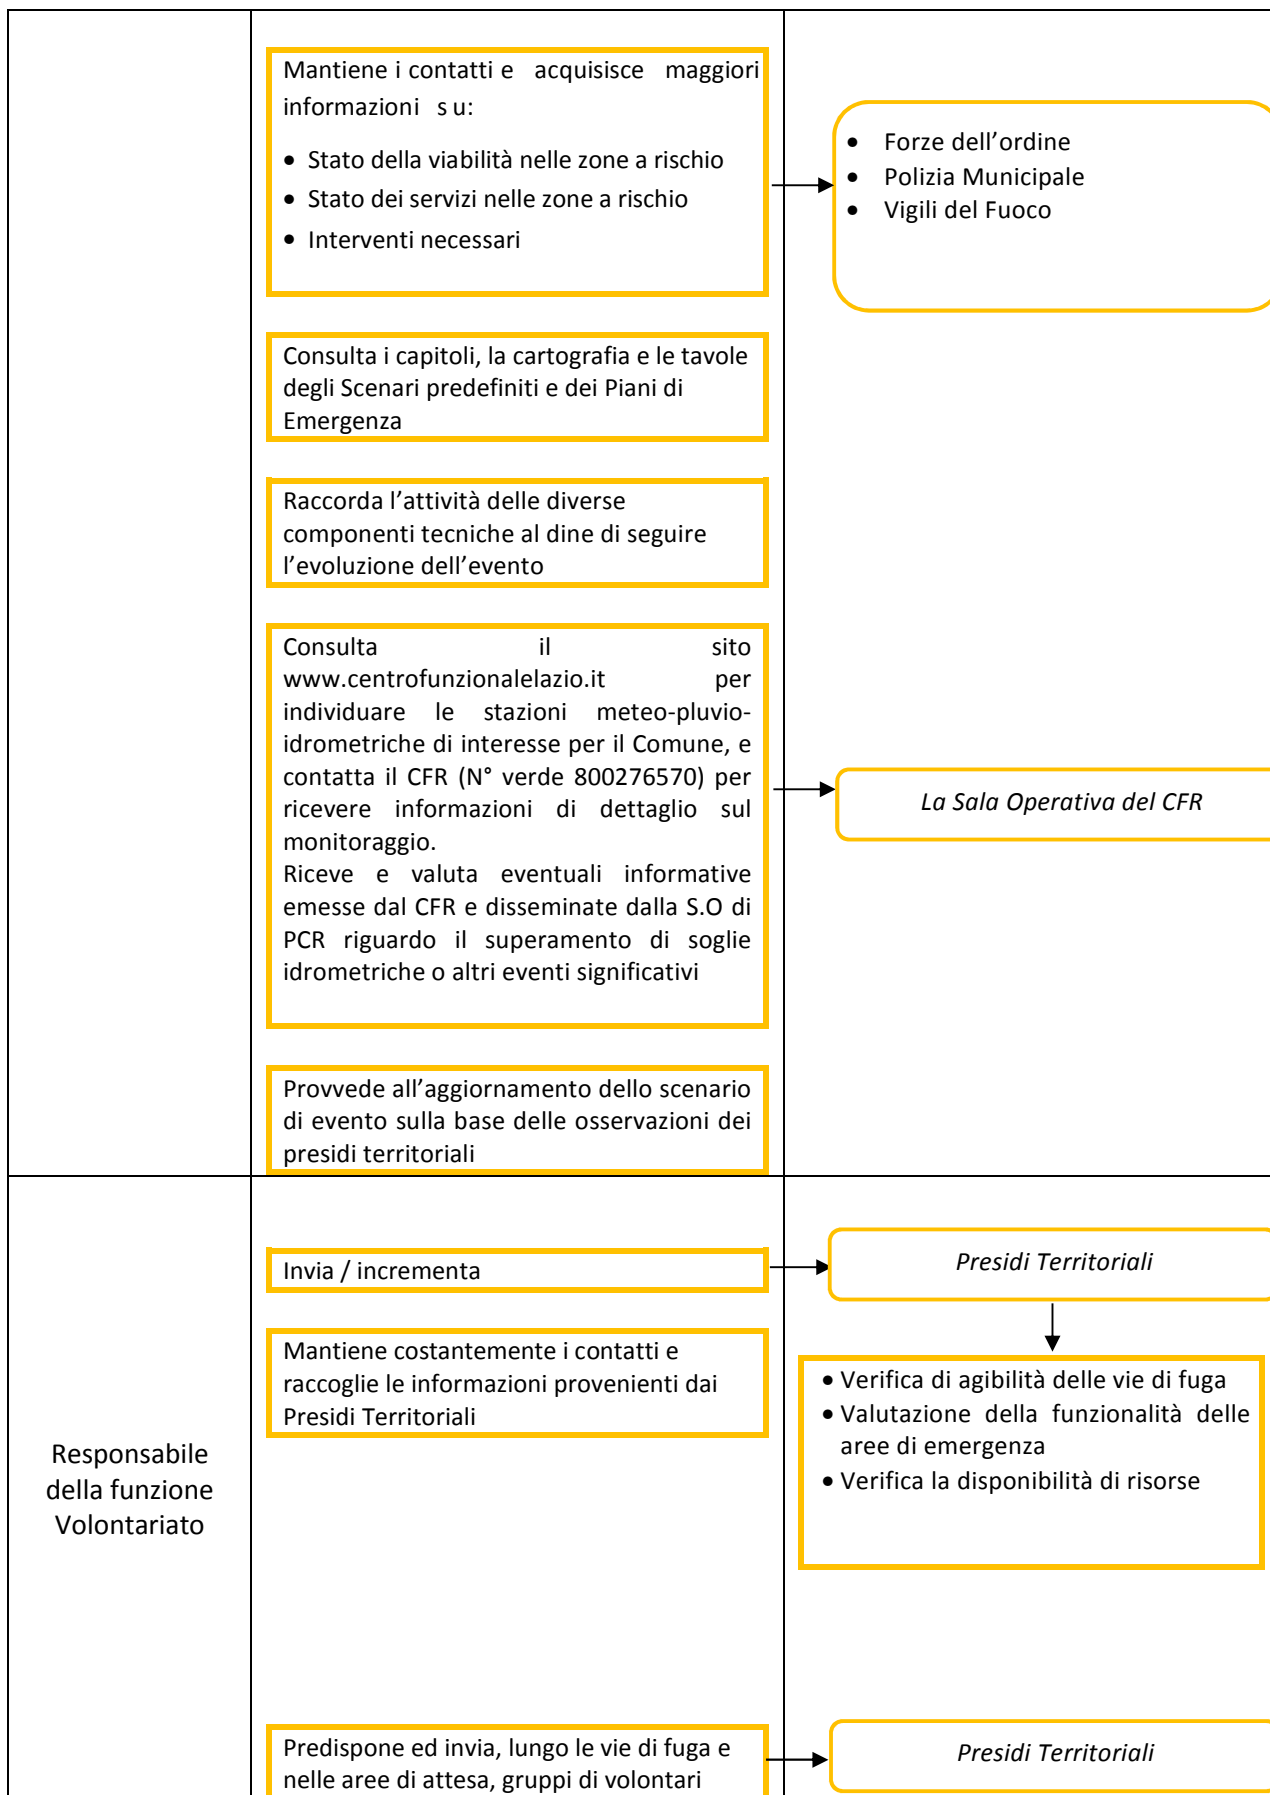 Mantiene i contatti e acquisisce maggiori
informazioni s u:
• Stato della viabilità nelle zone a rischio
• Stato dei servizi nelle zone a rischio
• Interventi necessari
• Forze dell’ordine
• Polizia Municipale
• Vigili del Fuoco
Consulta i capitoli, la cartografia e le tavole
degli Scenari predefiniti e dei Piani di
Emergenza
Raccorda l’attività delle diverse
componenti tecniche al dine di seguire
l’evoluzione dell’evento
Consulta il sito
www.centrofunzionalelazio.it per
individuare le stazioni meteo-pluvio-
idrometriche di interesse per il Comune, e
contatta il CFR (N° verde 800276570) per
ricevere informazioni di dettaglio sul
monitoraggio.
Riceve e valuta eventuali informative
emesse dal CFR e disseminate dalla S.O di
PCR riguardo il superamento di soglie
idrometriche o altri eventi significativi
La Sala Operativa del CFR
Provvede all’aggiornamento dello scenario
di evento sulla base delle osservazioni dei
presidi territoriali
Responsabile
della funzione
Volontariato
Invia / incrementa
Presidi Territoriali
Mantiene costantemente i contatti e
raccoglie le informazioni provenienti dai
Presidi Territoriali
• Verifica di agibilità delle vie di fuga
• Valutazione della funzionalità delle
aree di emergenza
• Verifica la disponibilità di risorse
Predispone ed invia, lungo le vie di fuga e
nelle aree di attesa, gruppi di volontari
Presidi Territoriali